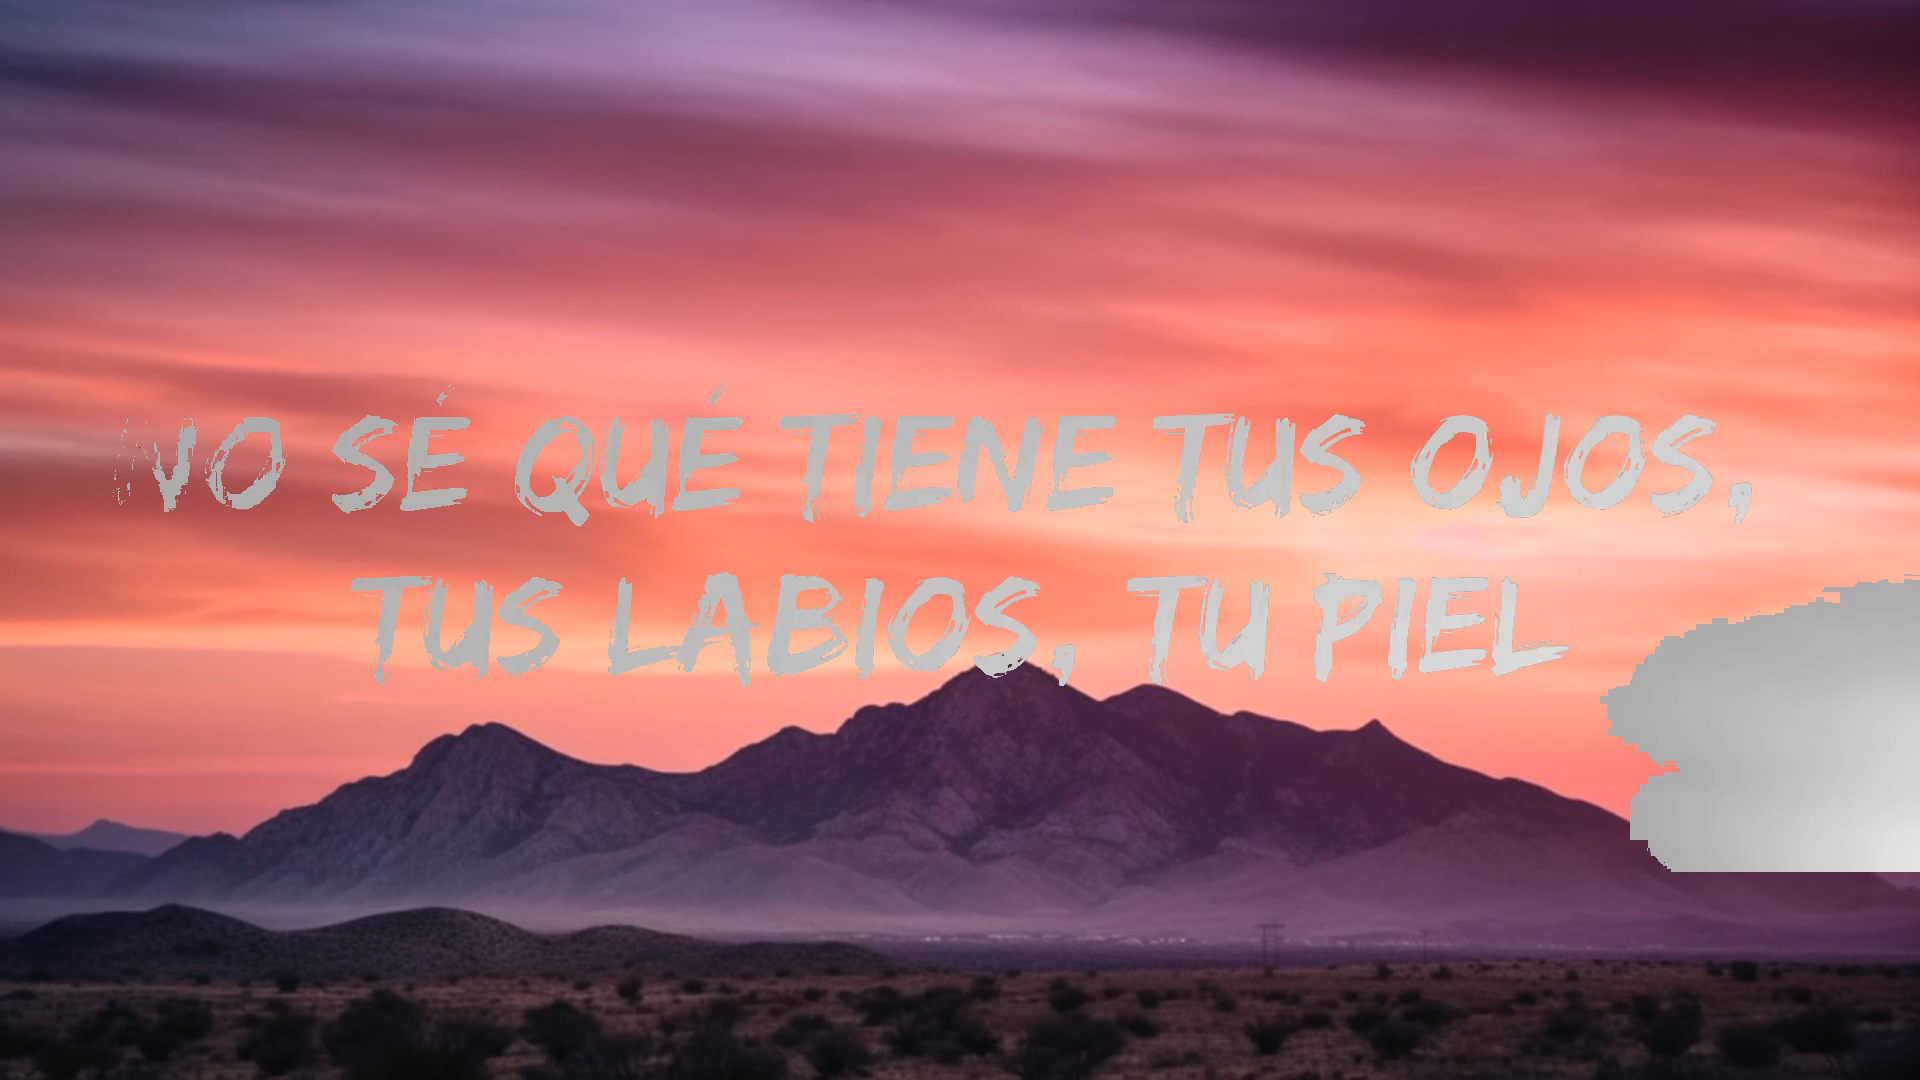 NO SÉ QUÉ TIENE TUS OJOS,
TUS LABIOS, TU PIEL